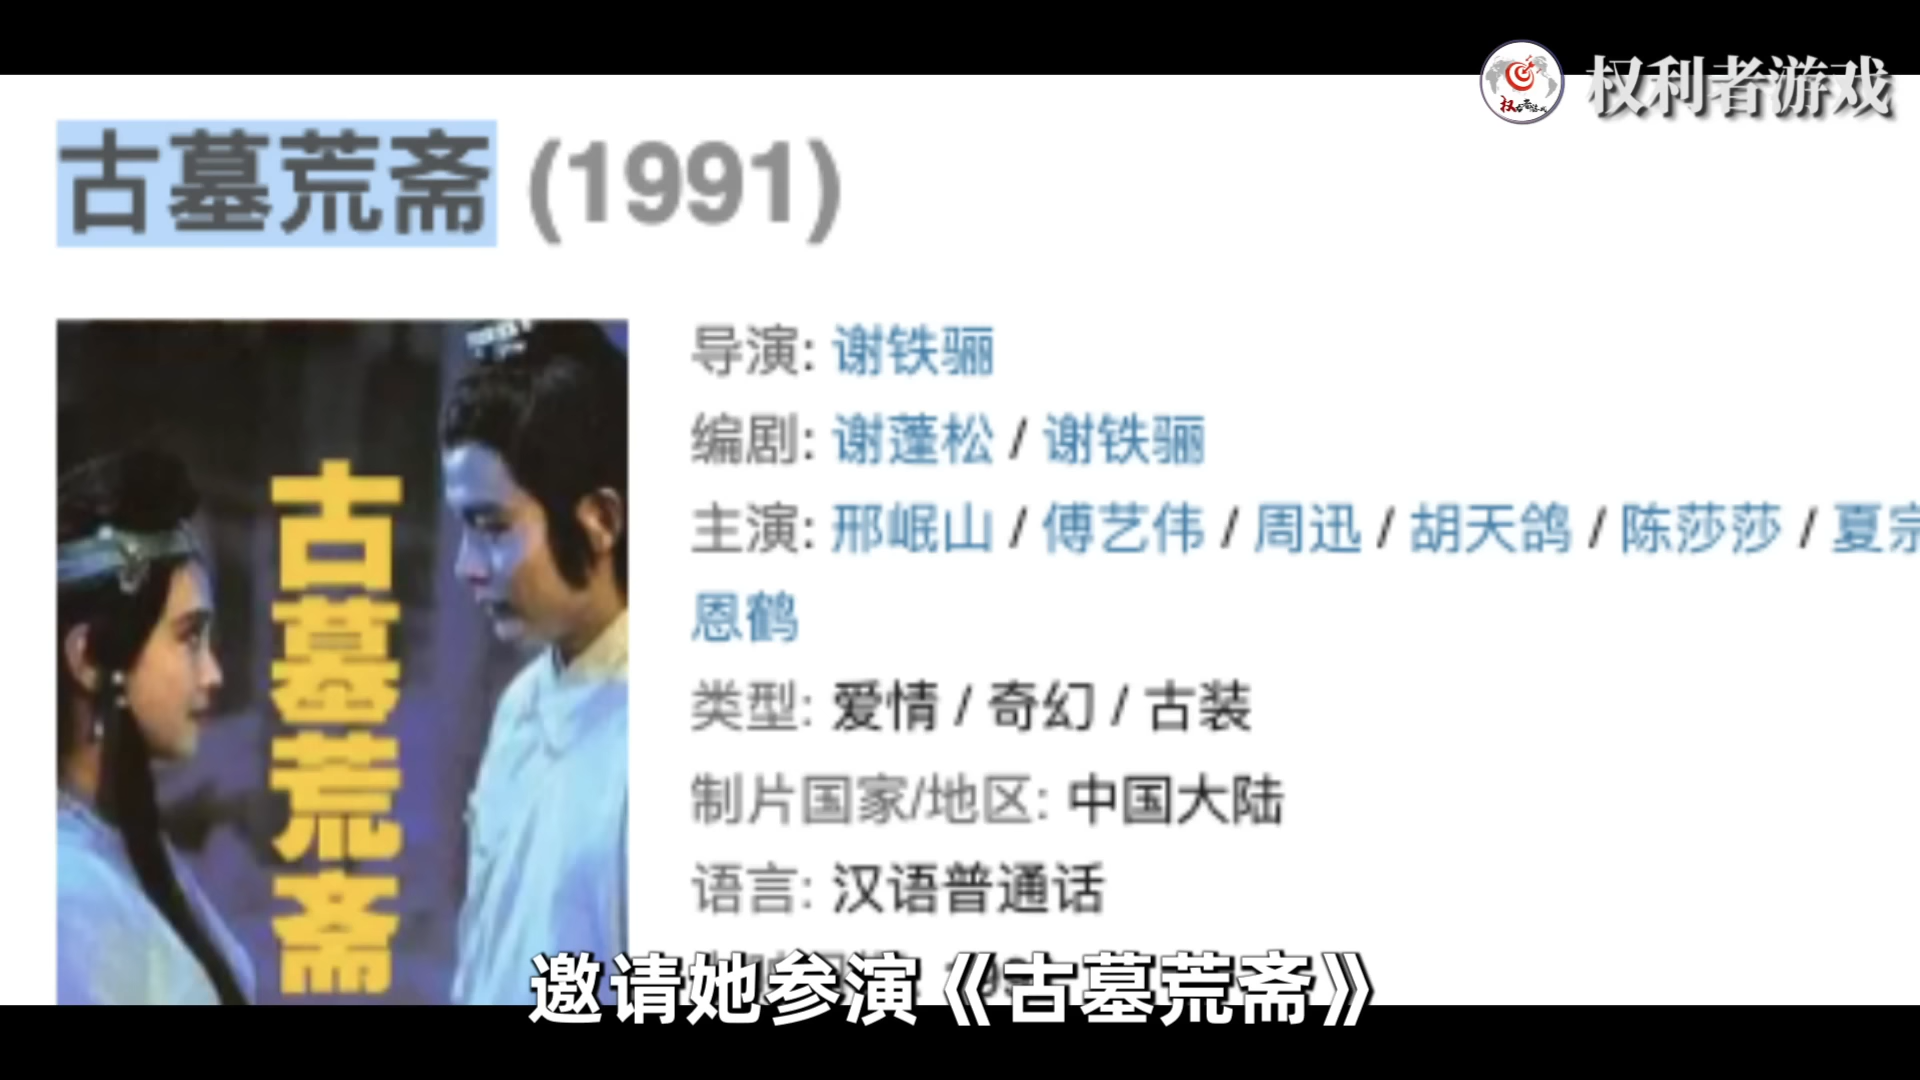 权利者游戏
古墓荒斋 (1991)
古墓荒斋
导演: 谢铁骊
编剧: 谢蓬松 / 谢铁骊
主演: 邢岷山 / 傅艺伟 / 周迅 / 胡天鸽 / 陈莎莎 / 夏宗
恩鹤
类型: 爱情 / 奇幻 / 古装
制片国家/地区: 中国大陆
语言: 汉语普通话
邀请她参演《古墓荒斋》